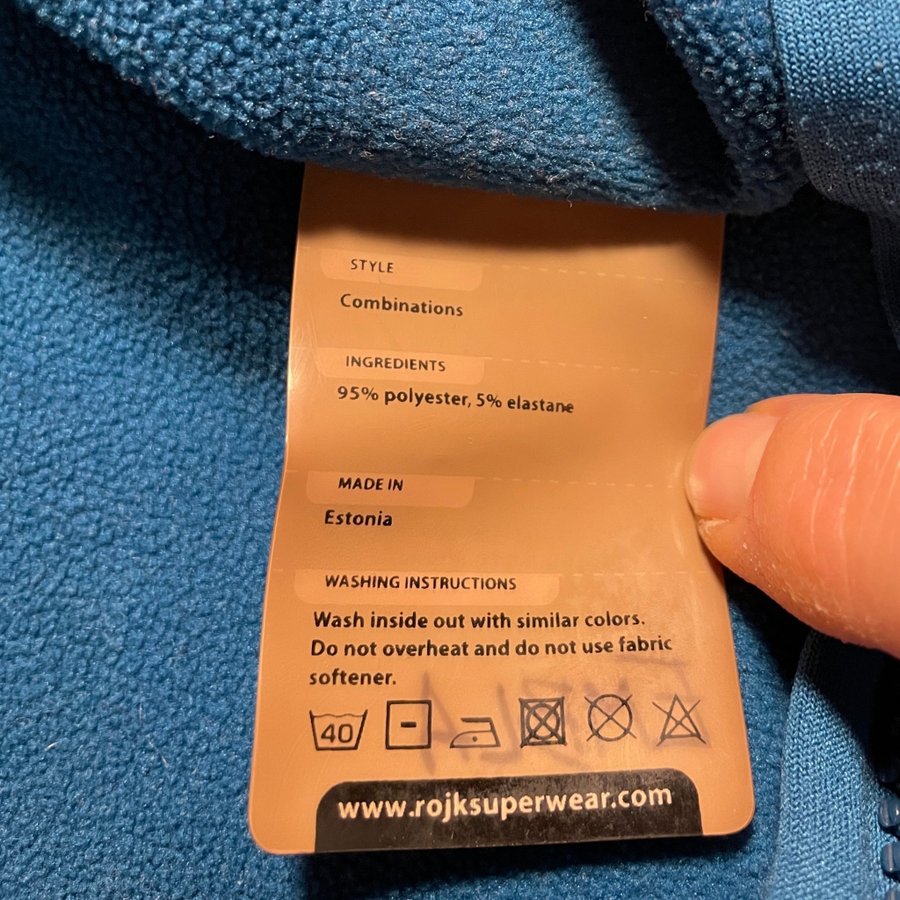 STYLE
Combinations
INGREDIENTS
95% polyester, 5% elastane
MADE IN
Estonia
WASHING INSTRUCTIONS
Wash inside out with similar colors.
Do not overheat and do not use fabric
softener.
40
www.rojksuperwear.com